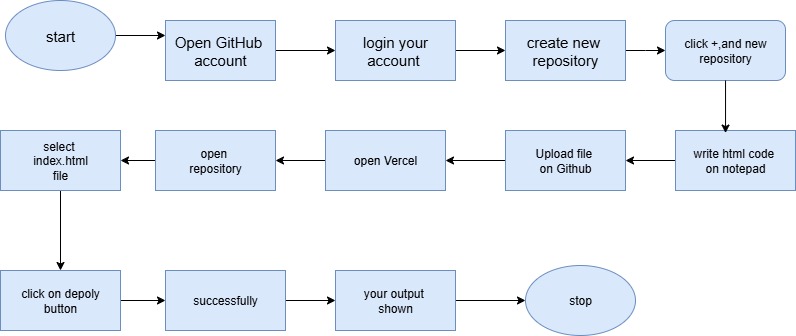 start
Open GitHub
account
login your
account
create new
repository
click +,and new
repository
write html code
on notepad
Upload file
on Github
open Vercel
open
repository
select
index.html
file
click on depoly
button
successfully
your output
shown
stop